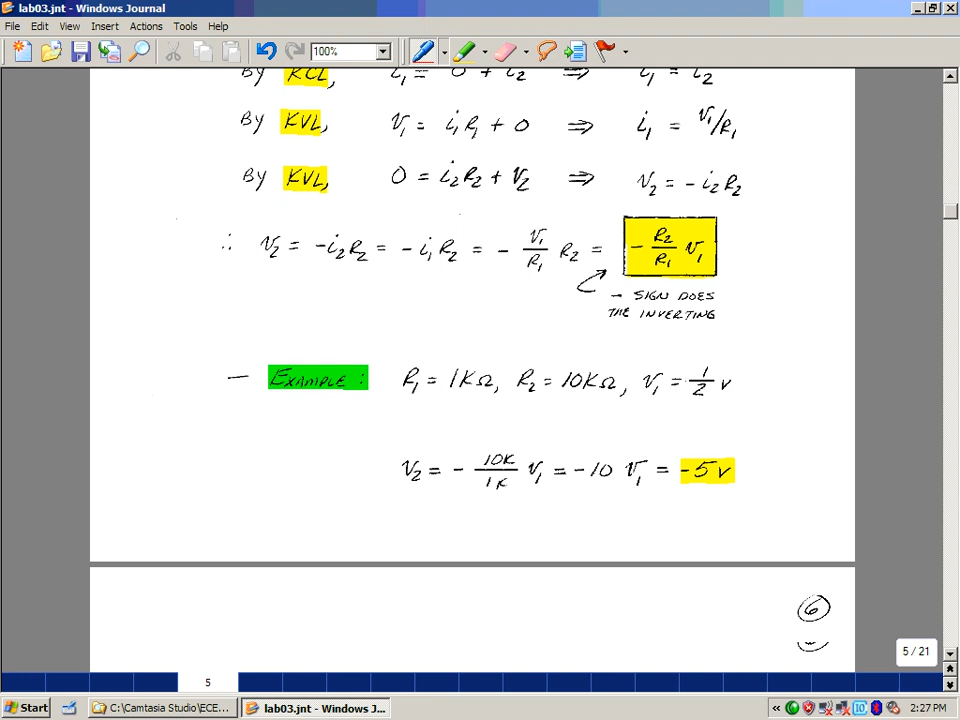 lab03.jnt - Windows Journal
File Edit View Insert Actions Tools Help
100%
By KCL, i₁ = 0 + i₂ ⟹ i₁ = i₂
By KVL, V₁ = i₁R₁ + 0 ⟹ i₁ = V₁/R₁
By KVL, 0 = i₂R₂ + V₂ ⟹ V₂ = -i₂R₂
∴ V₂ = -i₂R₂ = -i₁R₂ = - V₁/R₁ R₂ = - R₂/R₁ V₁
- SIGN DOES
THE INVERTING
— EXAMPLE: R₁ = 1KΩ, R₂ = 10KΩ, V₁ = 1/2 V
V₂ = - 10K/1K V₁ = -10 V₁ = -5V
6
5 / 21
5
Start C:\Camtasia Studio\ECE... lab03.jnt - Windows J... « 2:27 PM